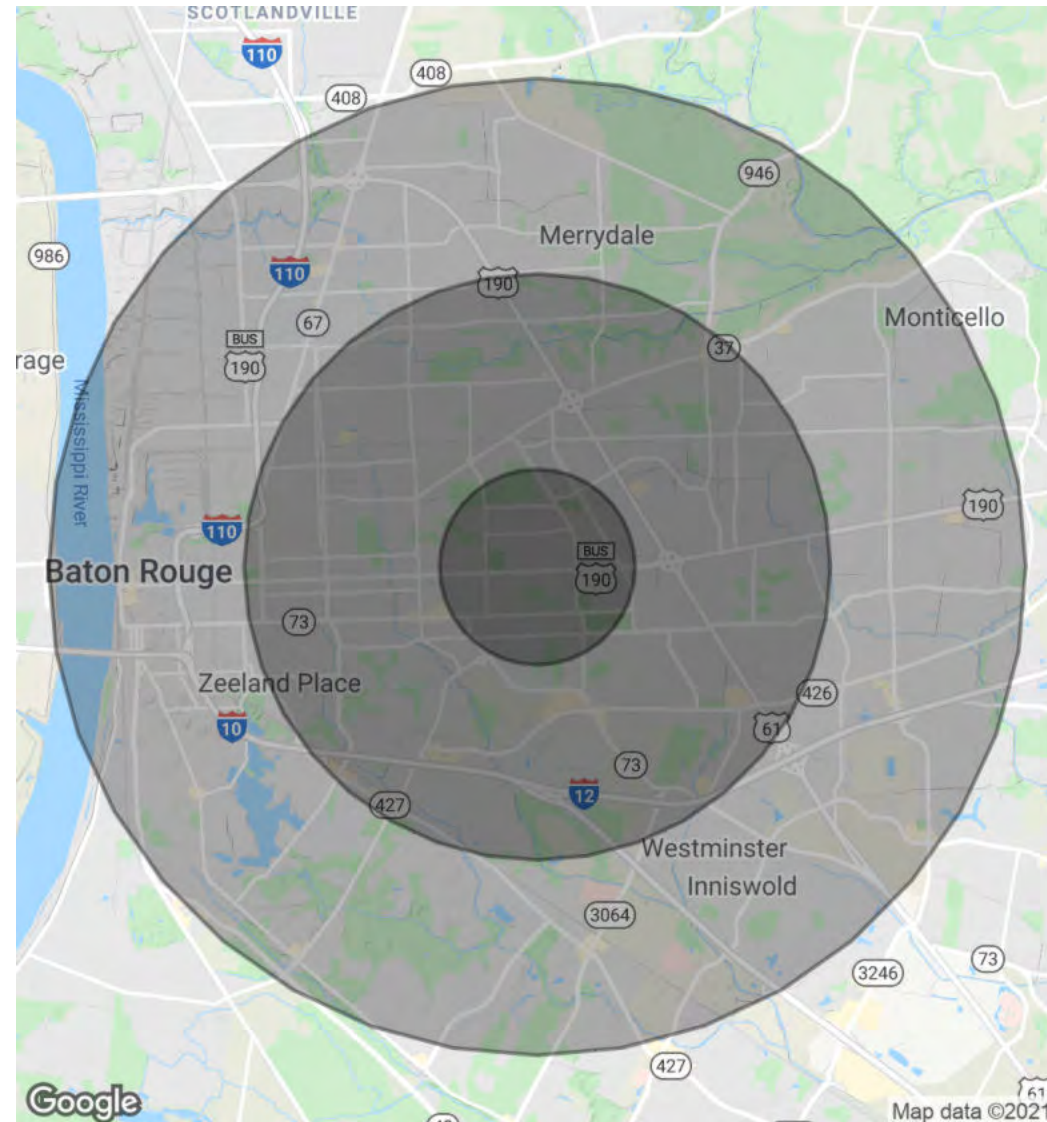 SCOTLANDVILLE
110
408
408
946
Merrydale
986
110
190
67
Monticello
BUS
190
37
rage
Mississippi River
190
110
BUS
190
Baton Rouge
73
Zeeland Place
426
10
61
73
12
427
Westminster
Inniswold
3064
3246
73
427
61
Google
Map data ©2021